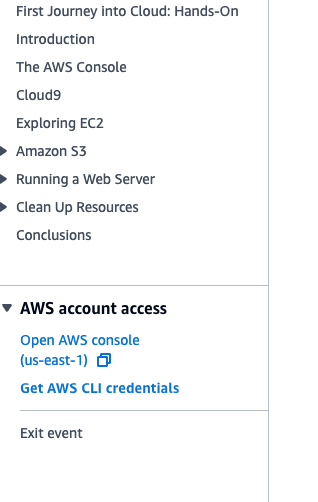 First Journey into Cloud: Hands-On
Introduction
The AWS Console
Cloud9
Exploring EC2
Amazon S3
Running a Web Server
Clean Up Resources
Conclusions
AWS account access
Open AWS console
(us-east-1)
Get AWS CLI credentials
Exit event